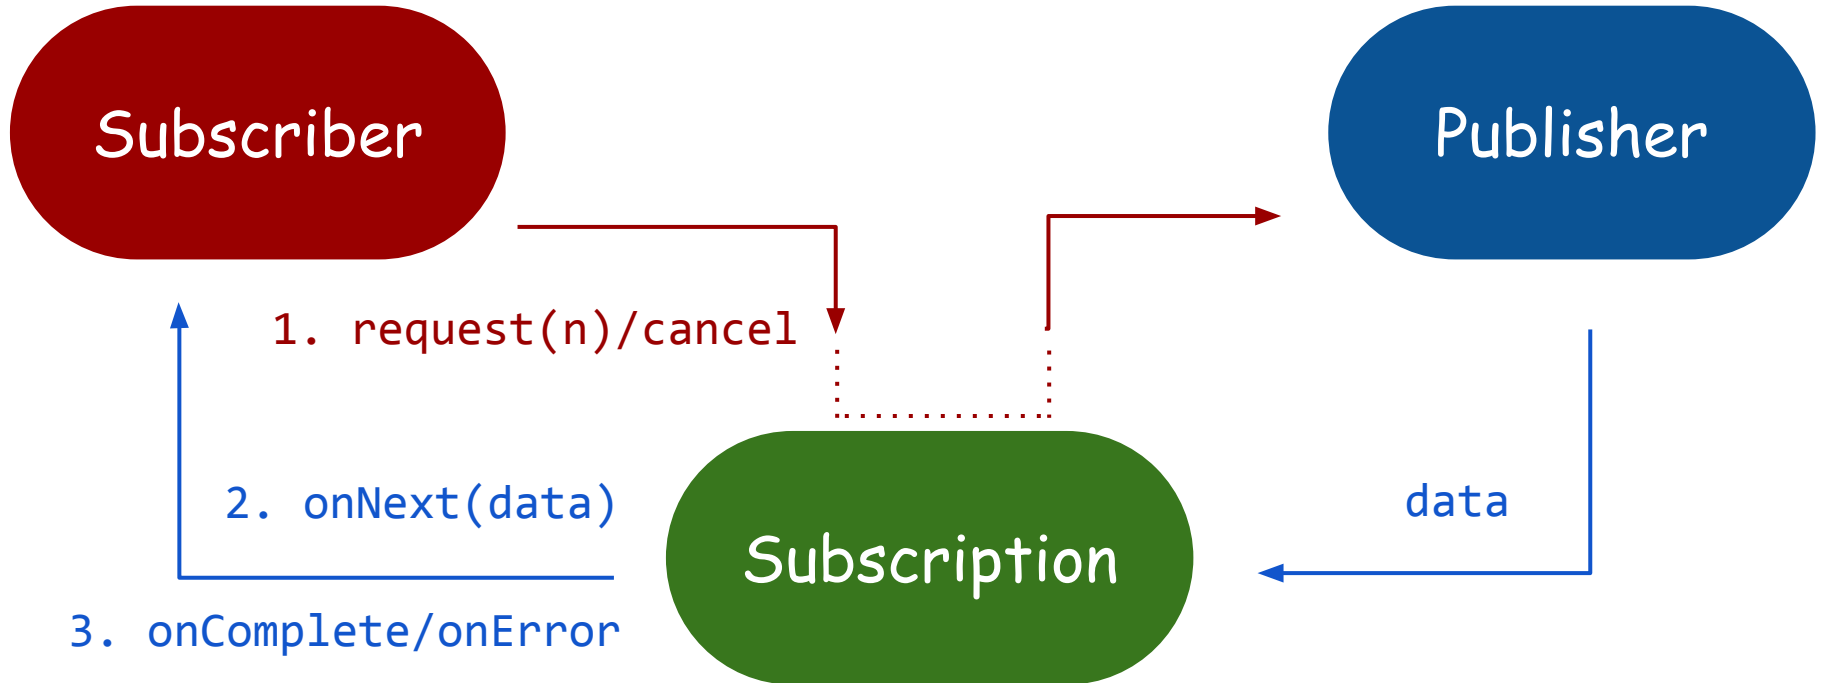 Subscriber
Publisher
1. request(n)/cancel
2. onNext(data)
data
Subscription
3. onComplete/onError